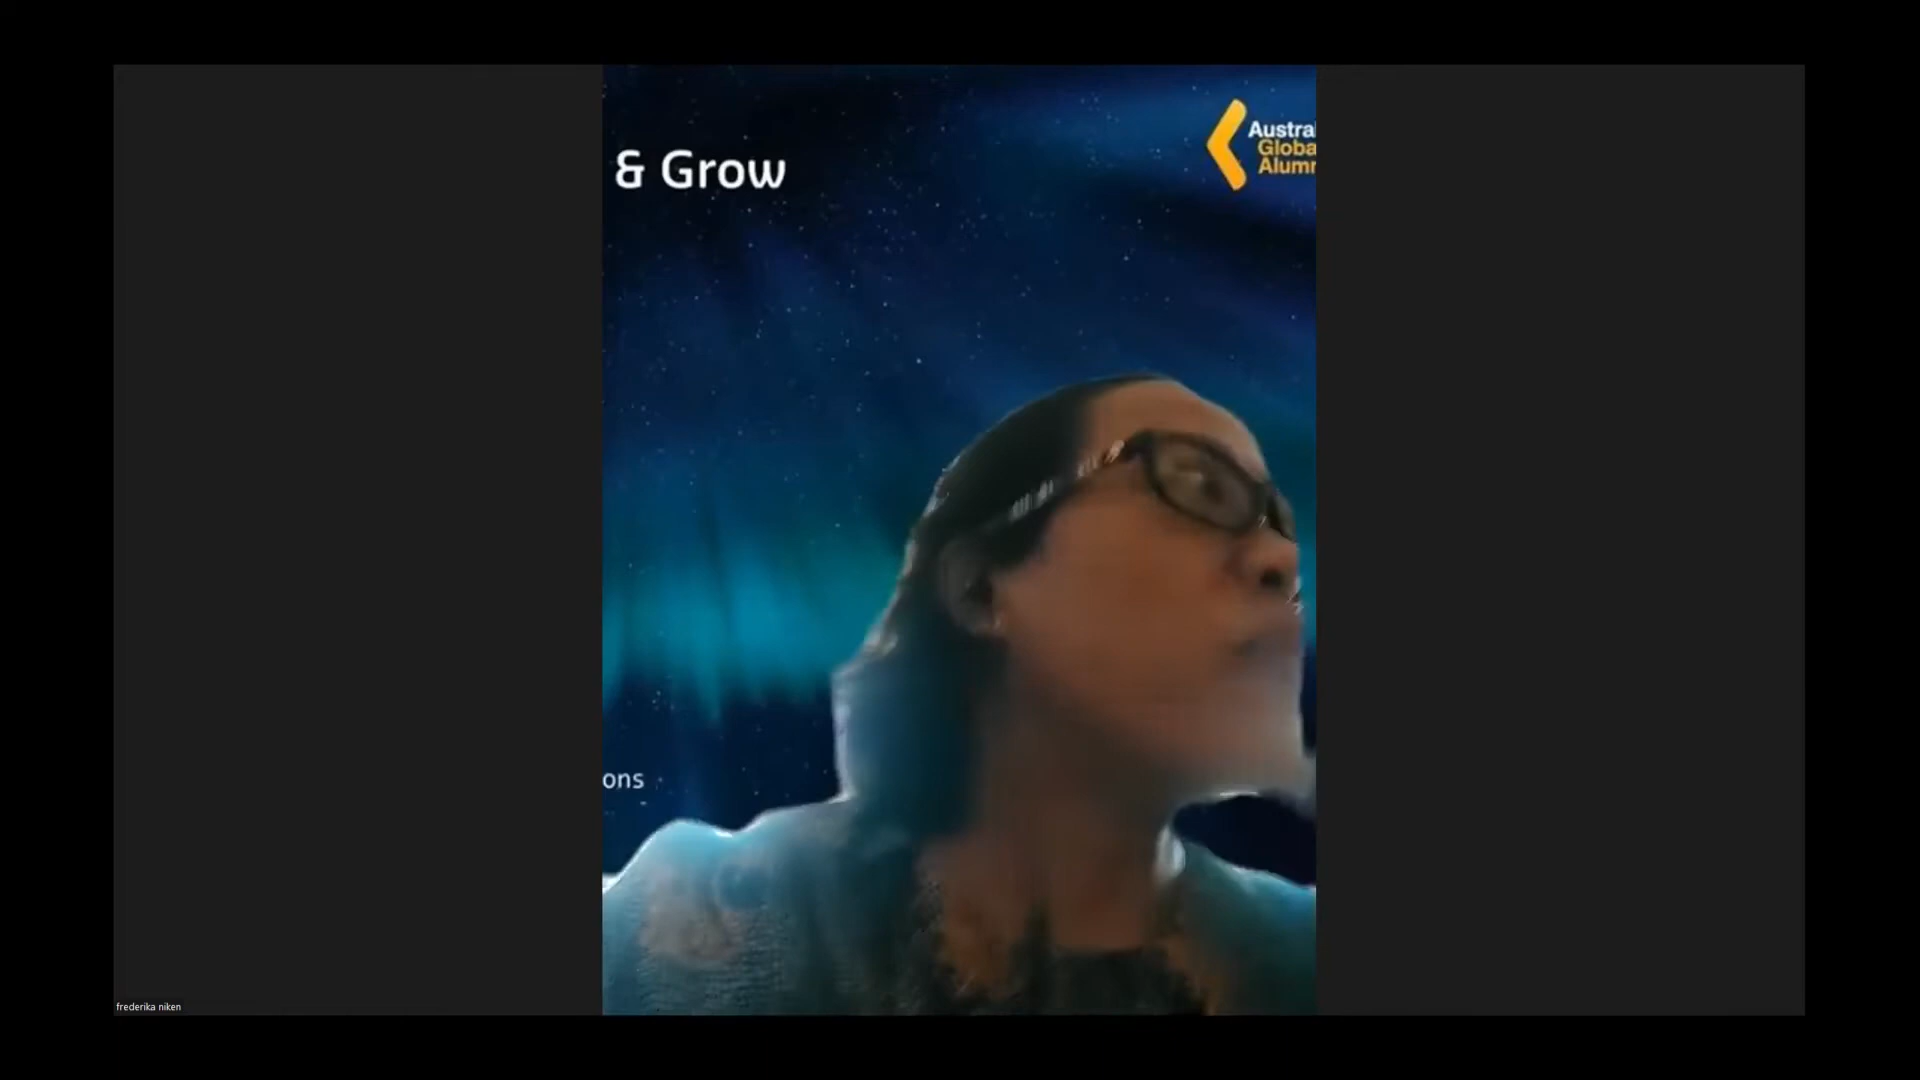 & Grow
Austral
Globa
Alumn
ons
frederika niken